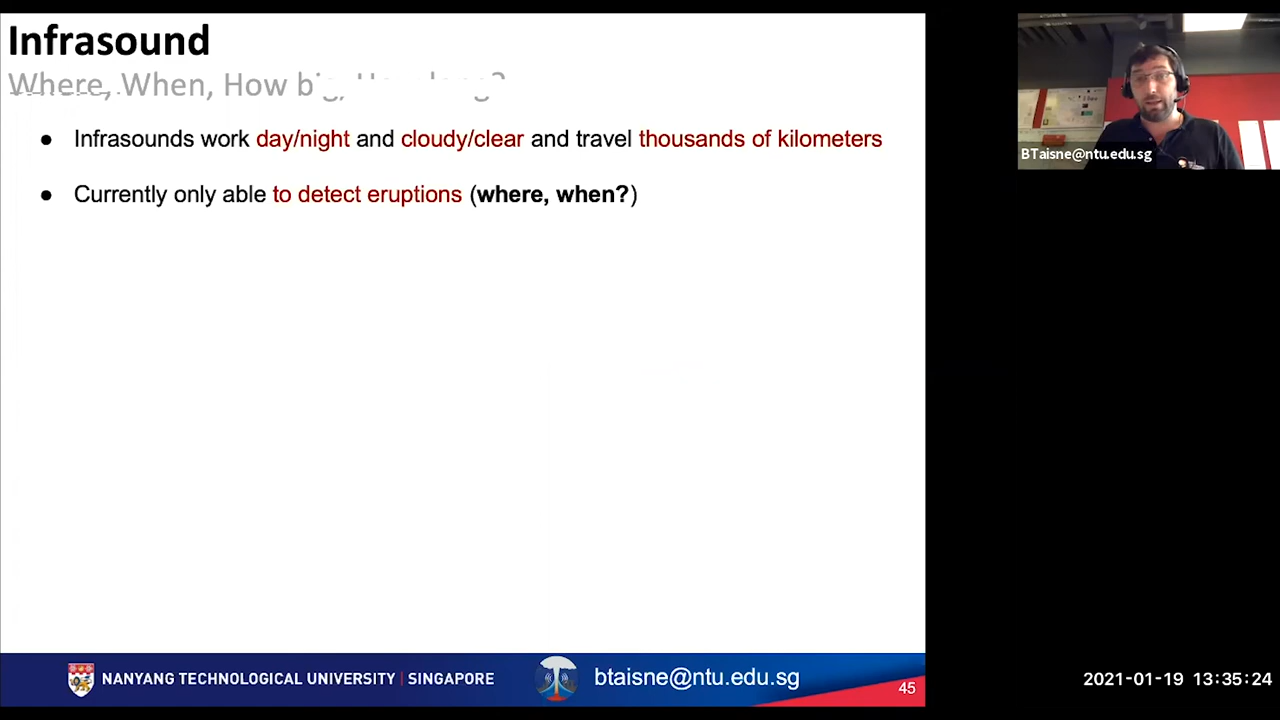 Infrasound
Where, When, How big,
● Infrasounds work day/night and cloudy/clear and travel thousands of kilometers
● Currently only able to detect eruptions (where, when?)
BTaisne@ntu.edu.sg
NANYANG TECHNOLOGICAL UNIVERSITY | SINGAPORE
btaisne@ntu.edu.sg
45
2021-01-19 13:35:24